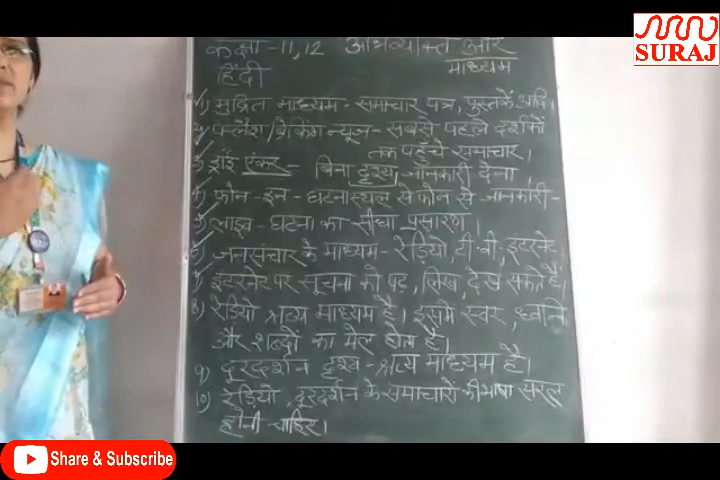 SURAJ
कक्षा - 11,12 अभिव्यक्ति और
हिंदी माध्यम
1) मुद्रित माध्यम - समाचार पत्र, पुस्तकें आदि।
2) फ्लैश/ब्रेकिंग न्यूज - सबसे पहले दर्शकों
तक पहुँचे समाचार।
3) ड्राई एंकर - बिना दृश्य, जानकारी देना।
4) फोन - इन - घटनास्थल से फोन से जानकारी -
5) लाइव - घटना का सीधा प्रसारण।
6) जनसंचार के माध्यम - रेडियो, टी.वी, इंटरनेट
7) इंटरनेट पर सूचना को पढ़, लिख, देख सकते हैं।
8) रेडियो श्रव्य माध्यम है। इसमें स्वर, ध्वनि
और शब्दों का मेल होता है।
9) दूरदर्शन दृश्य - श्रव्य माध्यम है।
10) रेडियो, दूरदर्शन के समाचारों की भाषा सरल
होनी चाहिए।
Share & Subscribe